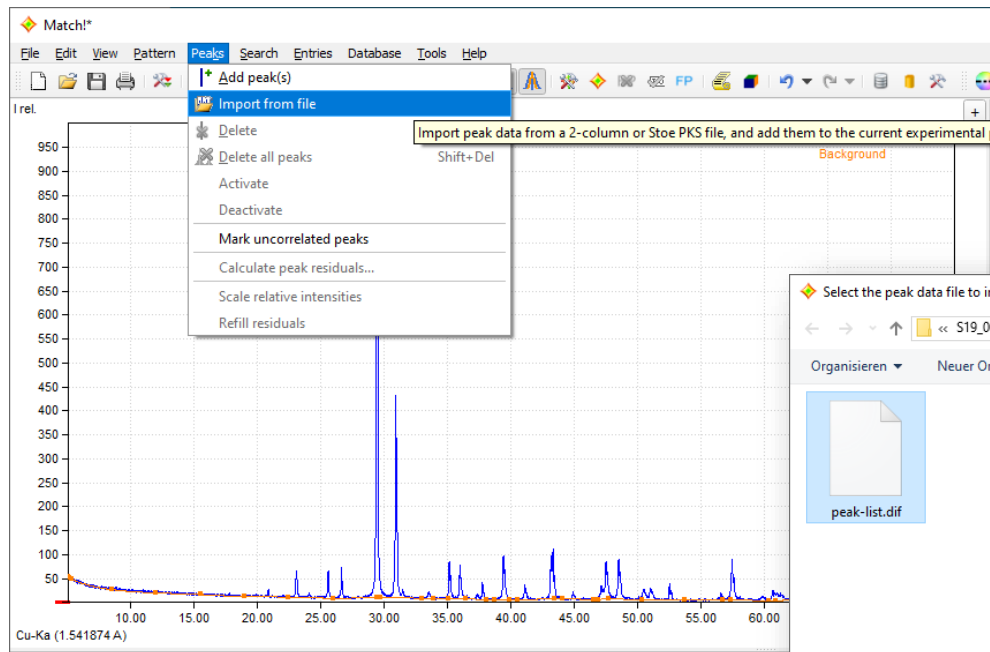 Match!*
File Edit View Pattern Peaks Search Entries Database Tools Help
Add peak(s)
FP
Import from file
I rel.
+
Delete
Import peak data from a 2-column or Stoe PKS file, and add them to the current experimental
Delete all peaks Shift+Del
Background
Activate
Deactivate
Mark uncorrelated peaks
Calculate peak residuals...
Scale relative intensities
Refill residuals
950
900
850
800
750
700
650
600
550
500
450
400
350
300
250
200
150
100
50
10.00 15.00 20.00 25.00 30.00 35.00 40.00 45.00 50.00 55.00 60.00
Cu-Ka (1.541874 A)
Select the peak data file to
« S19_0
Organisieren Neuer
peak-list.dif